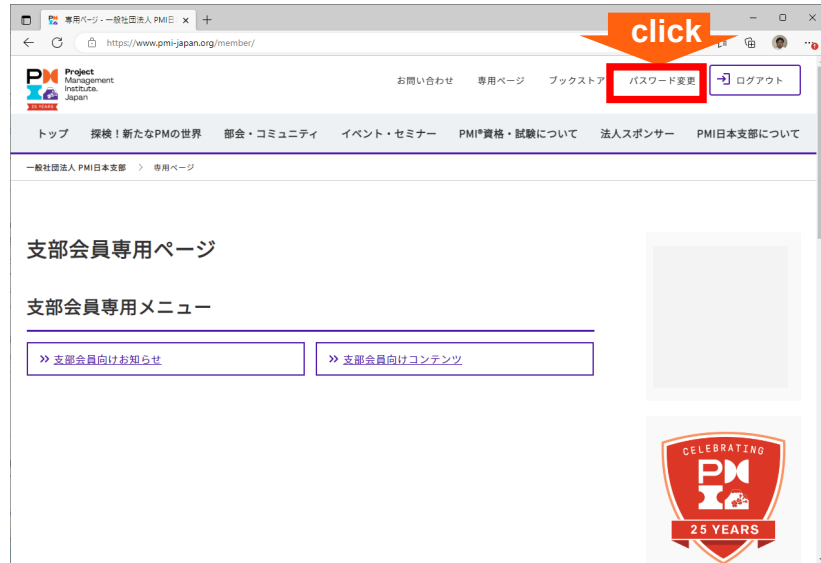 専用ページ - 一般社団法人 PMI日
click
https://www.pmi-japan.org/member/
Project
Management
Institute.
Japan
25 YEARS
お問い合わせ 専用ページ ブックストア パスワード変更 ログアウト
トップ 探検！新たなPMの世界 部会・コミュニティ イベント・セミナー PMI®資格・試験について 法人スポンサー PMI日本支部について
一般社団法人 PMI日本支部 > 専用ページ
支部会員専用ページ
支部会員専用メニュー
>> 支部会員向けお知らせ
>> 支部会員向けコンテンツ
CELEBRATING
PMI
25 YEARS